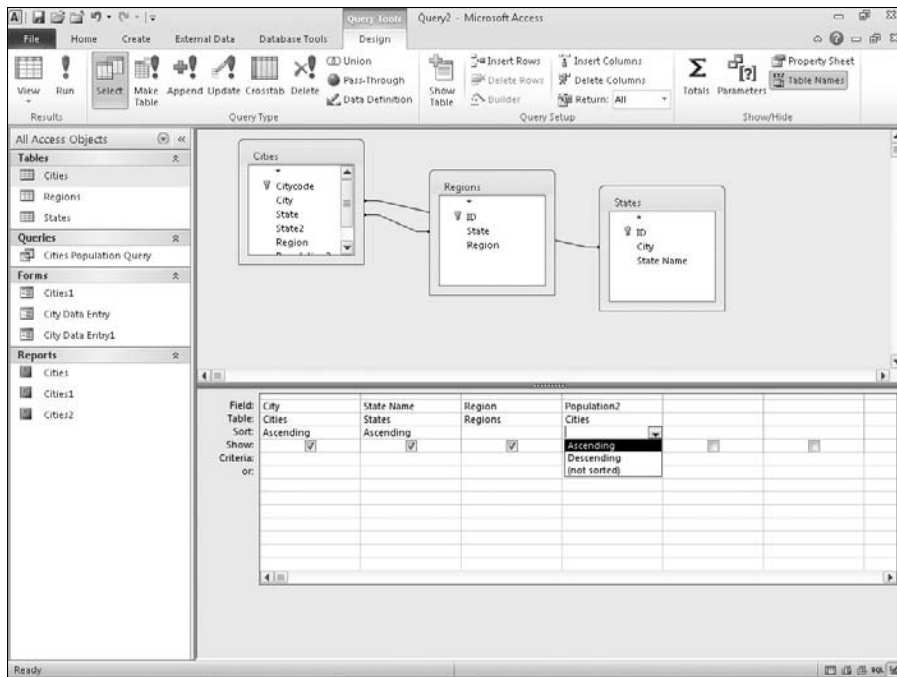 A
Query Tools
Query2 - Microsoft Access
File Home Create External Data Database Tools Design
View
Run
Results
Select
Make Table
Append
Update
Crosstab
Delete
Union
Pass-Through
Data Definition
Query Type
Show Table
Insert Rows
Delete Rows
Builder
Insert Columns
Delete Columns
Return: All
Query Setup
Totals
Parameters
Property Sheet
Table Names
Show/Hide
All Access Objects
Tables
Cities
Regions
States
Queries
Cities Population Query
Forms
Cities1
City Data Entry
City Data Entry1
Reports
Cities
Cities1
Cities2
Cities
*
Citycode
City
State
State2
Region
Regions
*
ID
State
Region
States
*
ID
City
State Name
Field: City State Name Region Population2
Table: Cities States Regions Cities
Sort: Ascending Ascending
Show:
Criteria:
or:
Ascending
Descending
(not sorted)
Ready
SQL